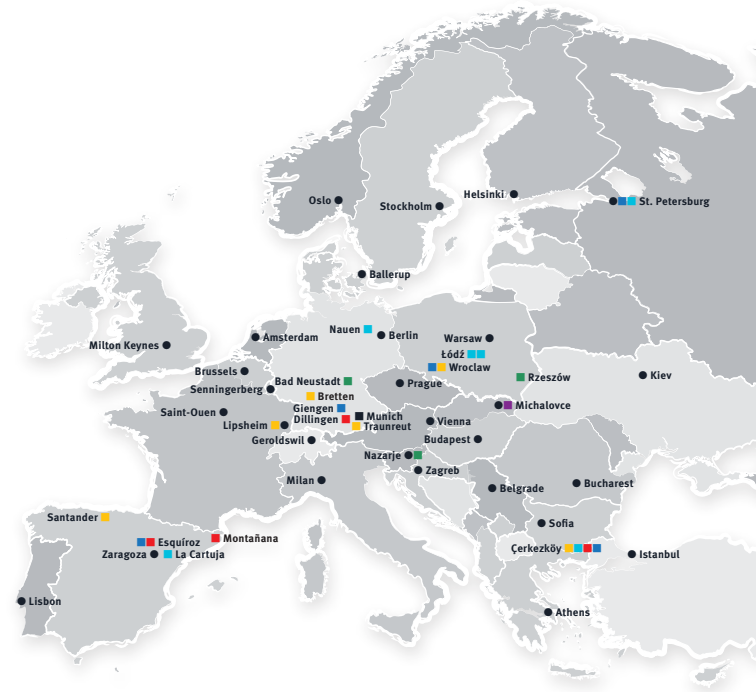 Helsinki
Oslo
Stockholm
St. Petersburg
Ballerup
Nauen
Berlin
Amsterdam
Warsaw
Milton Keynes
Łódź
Wroclaw
Brussels
Bad Neustadt
Rzeszów
Kiev
Senningerberg
Prague
Bretten
Giengen
Michalovce
Saint-Ouen
Dillingen
Munich
Lipsheim
Traunreut
Vienna
Geroldswil
Budapest
Nazarje
Zagreb
Milan
Belgrade
Bucharest
Santander
Sofia
Esquíroz
Montañana
Zaragoza
La Cartuja
Çerkezköy
Istanbul
Lisbon
Athens